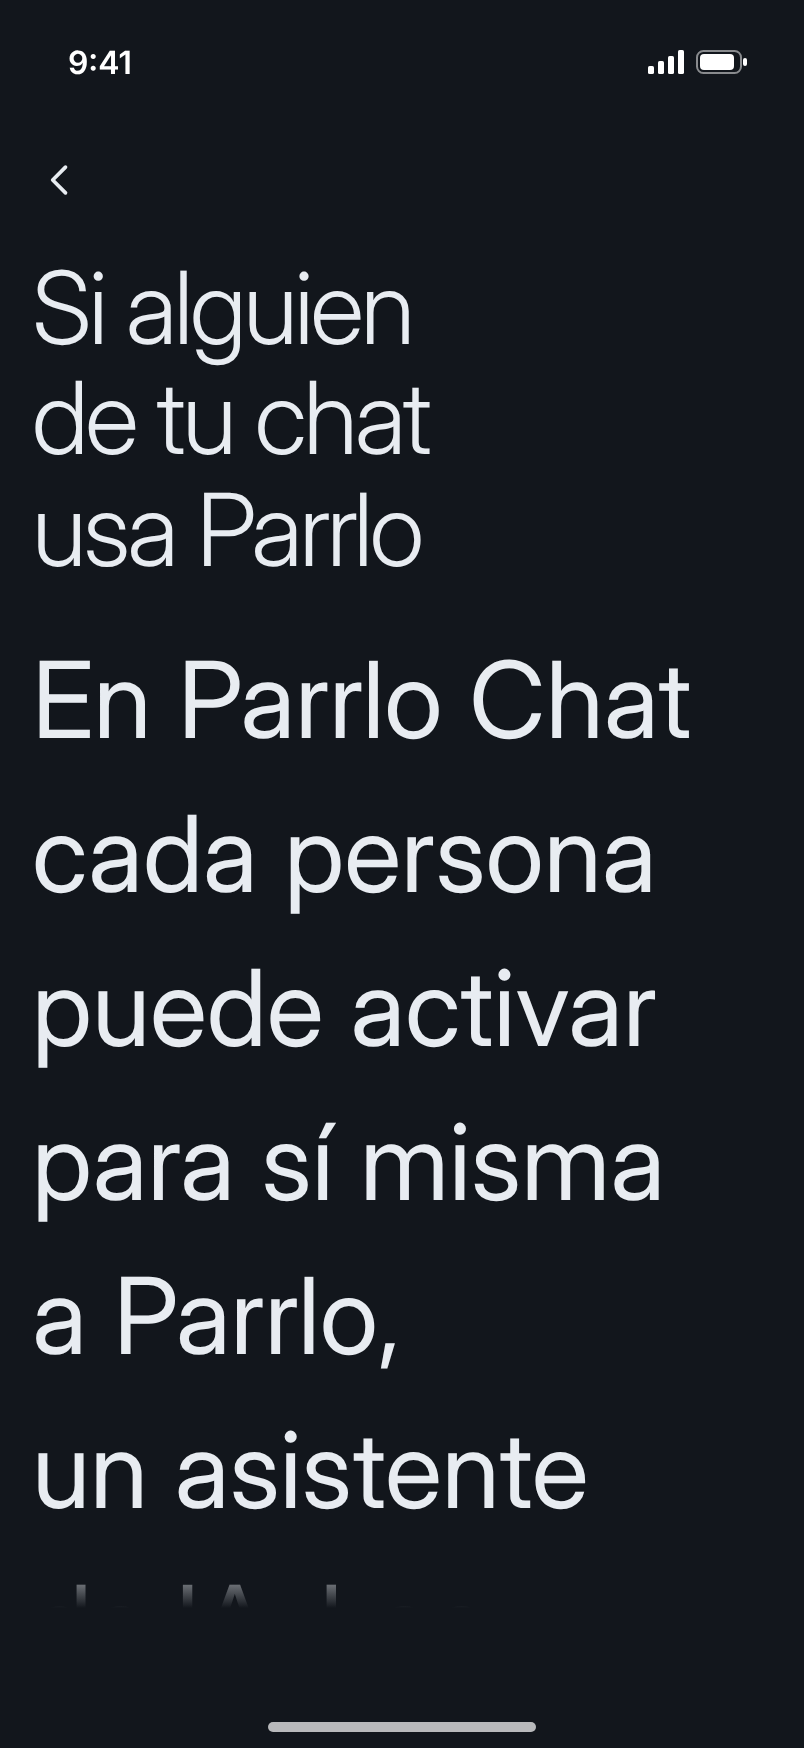 9:41
Si alguien
de tu chat
usa Parrlo
En Parrlo Chat
cada persona
puede activar
para sí misma
a Parrlo,
un asistente